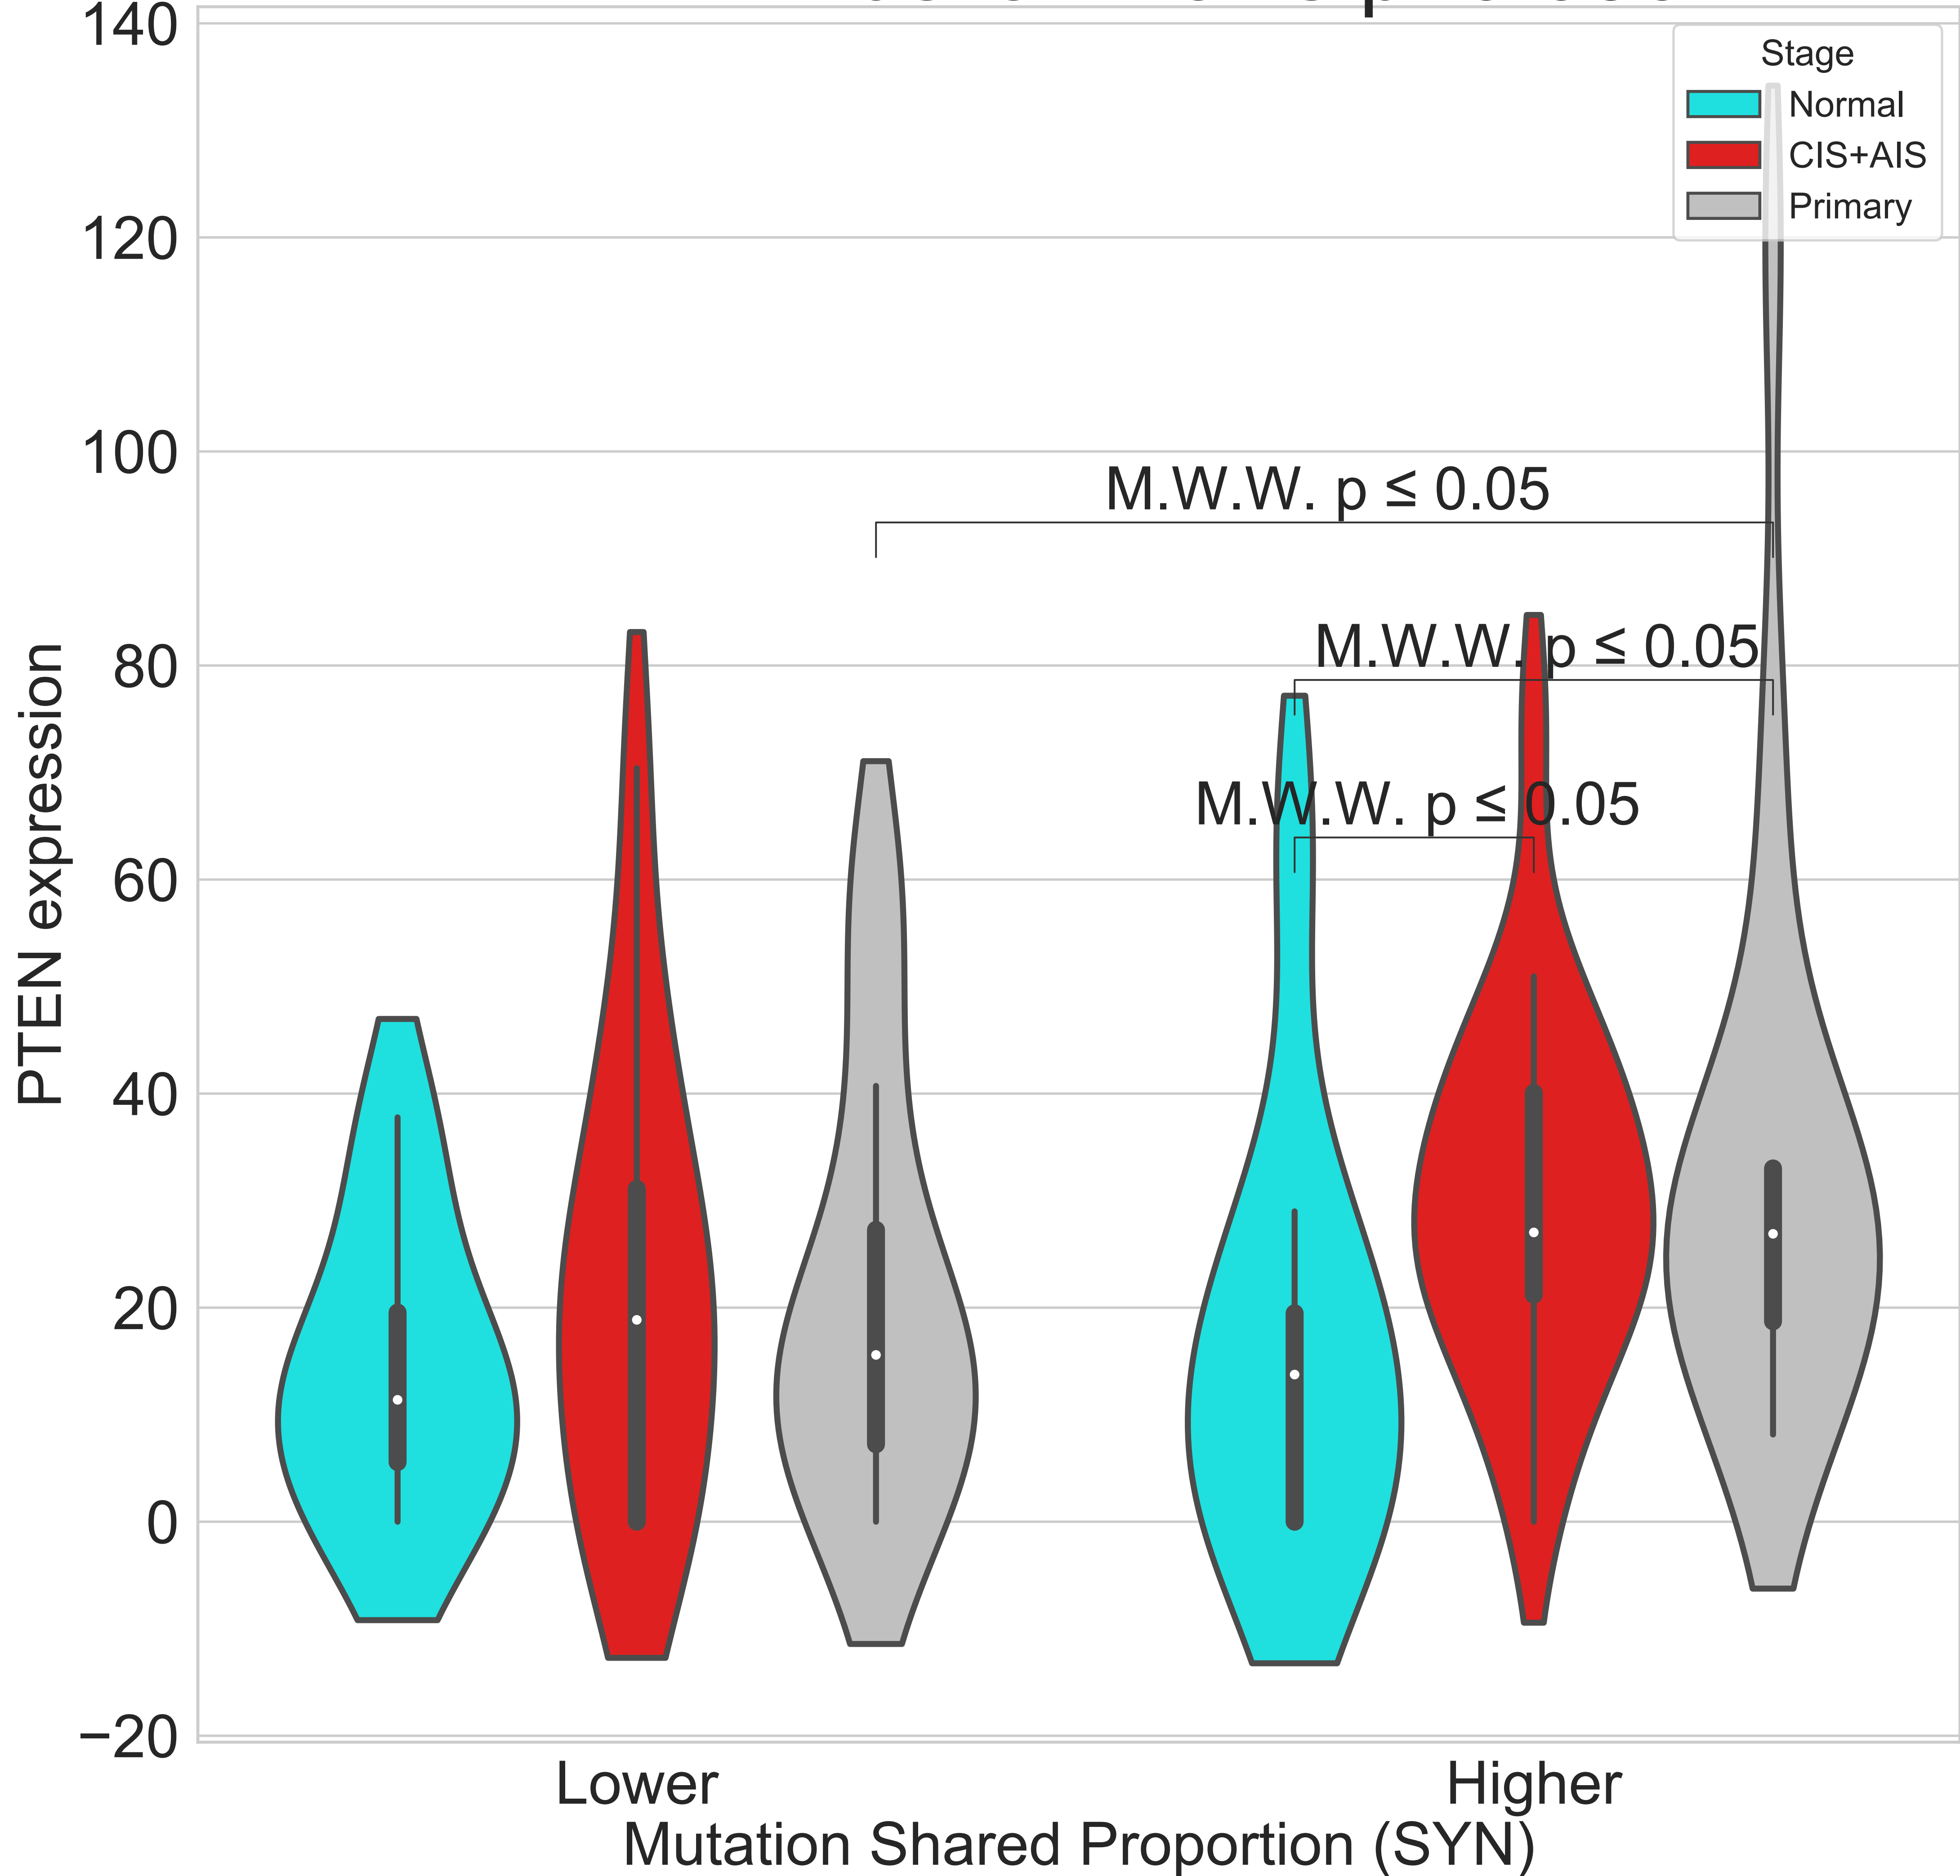 140
120
100
80
60
40
20
0
−20
PTEN expression
Stage
Normal
CIS+AIS
Primary
M.W.W. p ≤ 0.05
M.W.W. p ≤ 0.05
M.W.W. p ≤ 0.05
Lower
Higher
Mutation Shared Proportion (SYN)